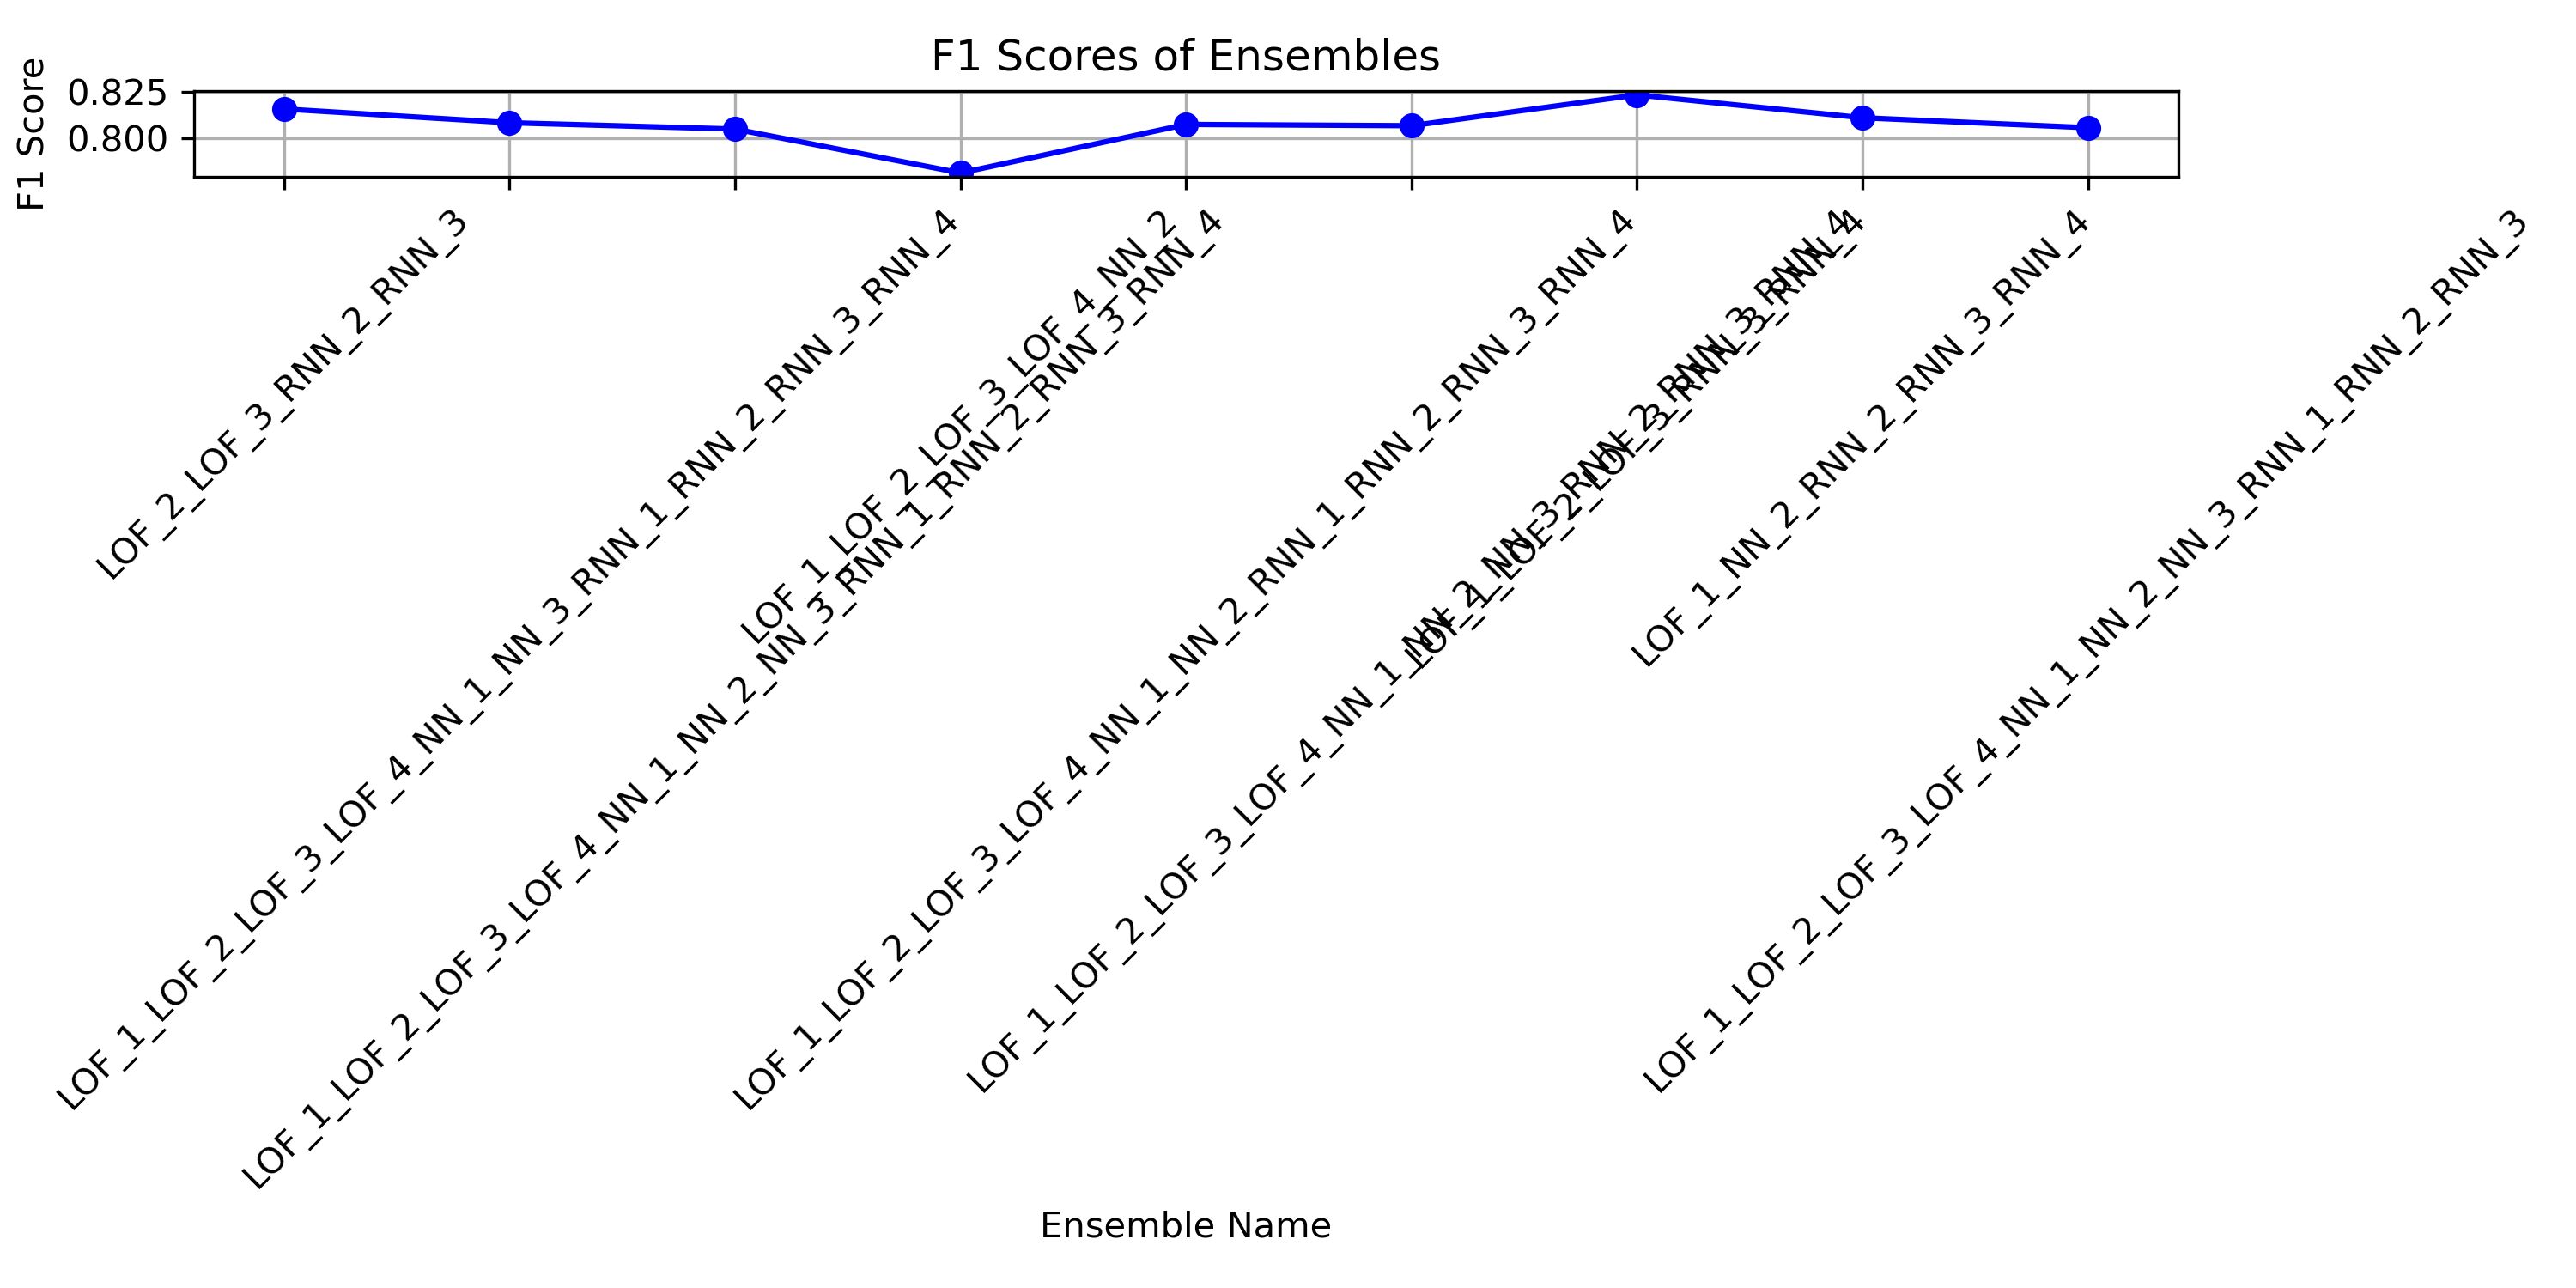 F1 Scores of Ensembles
F1 Score
0.825
0.800
LOF_2_LOF_3_RNN_2_RNN_3
LOF_1_LOF_2_LOF_3_LOF_4_NN_1_NN_3_RNN_1_RNN_2_RNN_3_RNN_4
LOF_1_LOF_2_LOF_3_LOF_4_NN_1_NN_2_NN_3_RNN_1_RNN_2_RNN_3_RNN_4
LOF_1_LOF_2_LOF_3_LOF_4_NN_2
LOF_1_LOF_2_LOF_3_LOF_4_NN_1_NN_2_RNN_1_RNN_2_RNN_3_RNN_4
LOF_1_LOF_2_LOF_3_LOF_4_NN_1_NN_2_NN_3_RNN_2_RNN_3_RNN_4
LOF_1_LOF_2_LOF_3_RNN_3_RNN_4
LOF_1_NN_2_RNN_2_RNN_3_RNN_4
LOF_1_LOF_2_LOF_3_LOF_4_NN_1_NN_2_NN_3_RNN_1_RNN_2_RNN_3
Ensemble Name